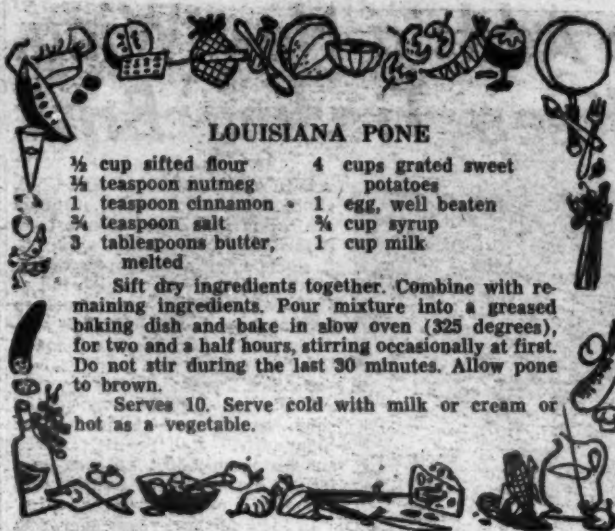 LOUISIANA PONE
½ cup sifted flour
½ teaspoon nutmeg
1 teaspoon cinnamon
¾ teaspoon salt
3 tablespoons butter,
melted
4 cups grated sweet
potatoes
1 egg, well beaten
¾ cup syrup
1 cup milk
Sift dry ingredients together. Combine with re-
maining ingredients. Pour mixture into a greased
baking dish and bake in slow oven (325 degrees),
for two and a half hours, stirring occasionally at first.
Do not stir during the last 30 minutes. Allow pone
to brown.
Serves 10. Serve cold with milk or cream or
hot as a vegetable.